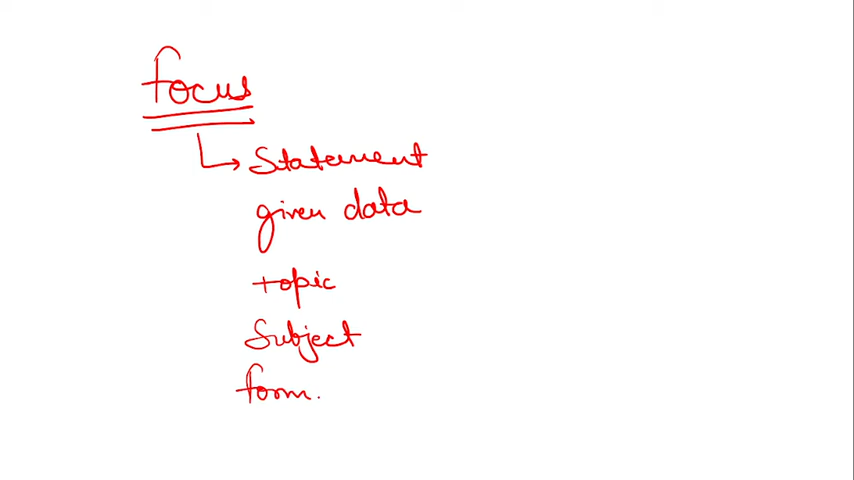 focus
Statement
given data
topic
Subject
form.